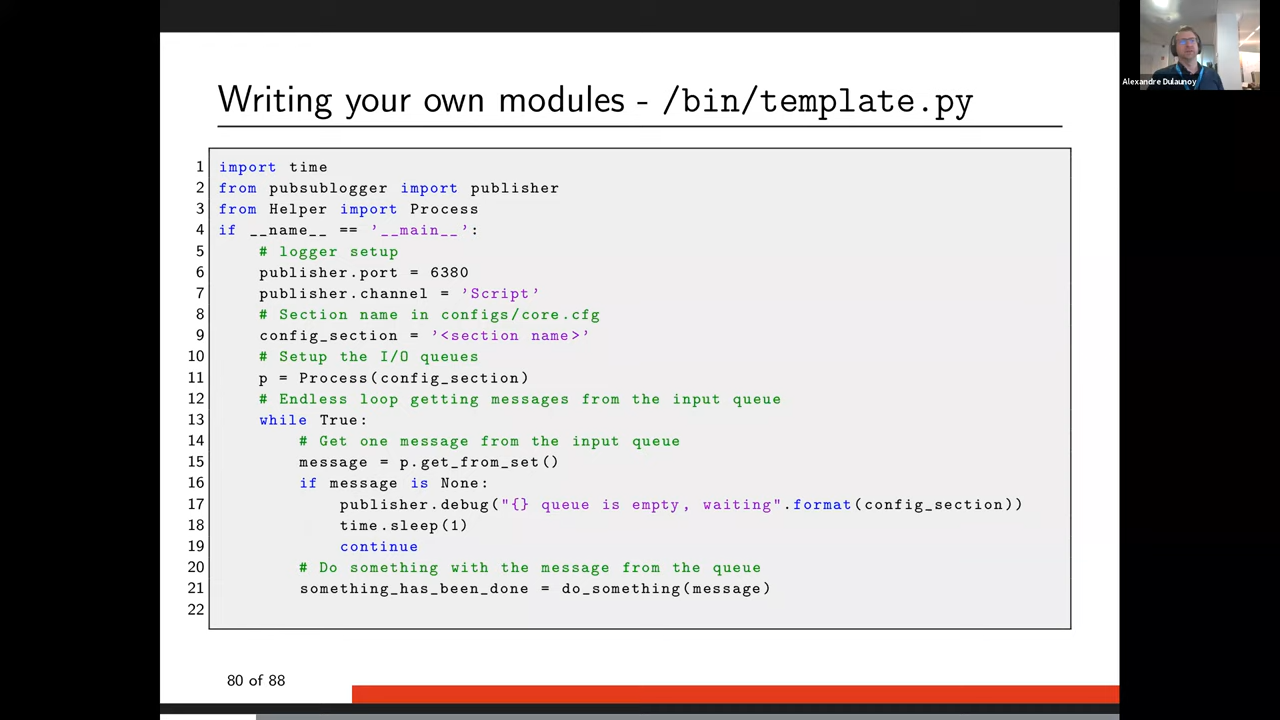 Writing your own modules - /bin/template.py
Alexandre Dulaunoy
1 import time
2 from pubsublogger import publisher
3 from Helper import Process
4 if __name__ == '__main__':
5     # logger setup
6     publisher.port = 6380
7     publisher.channel = 'Script'
8     # Section name in configs/core.cfg
9     config_section = '<section name>'
10     # Setup the I/O queues
11     p = Process(config_section)
12     # Endless loop getting messages from the input queue
13     while True:
14         # Get one message from the input queue
15         message = p.get_from_set()
16         if message is None:
17             publisher.debug("{} queue is empty, waiting".format(config_section))
18             time.sleep(1)
19             continue
20         # Do something with the message from the queue
21         something_has_been_done = do_something(message)
22
80 of 88